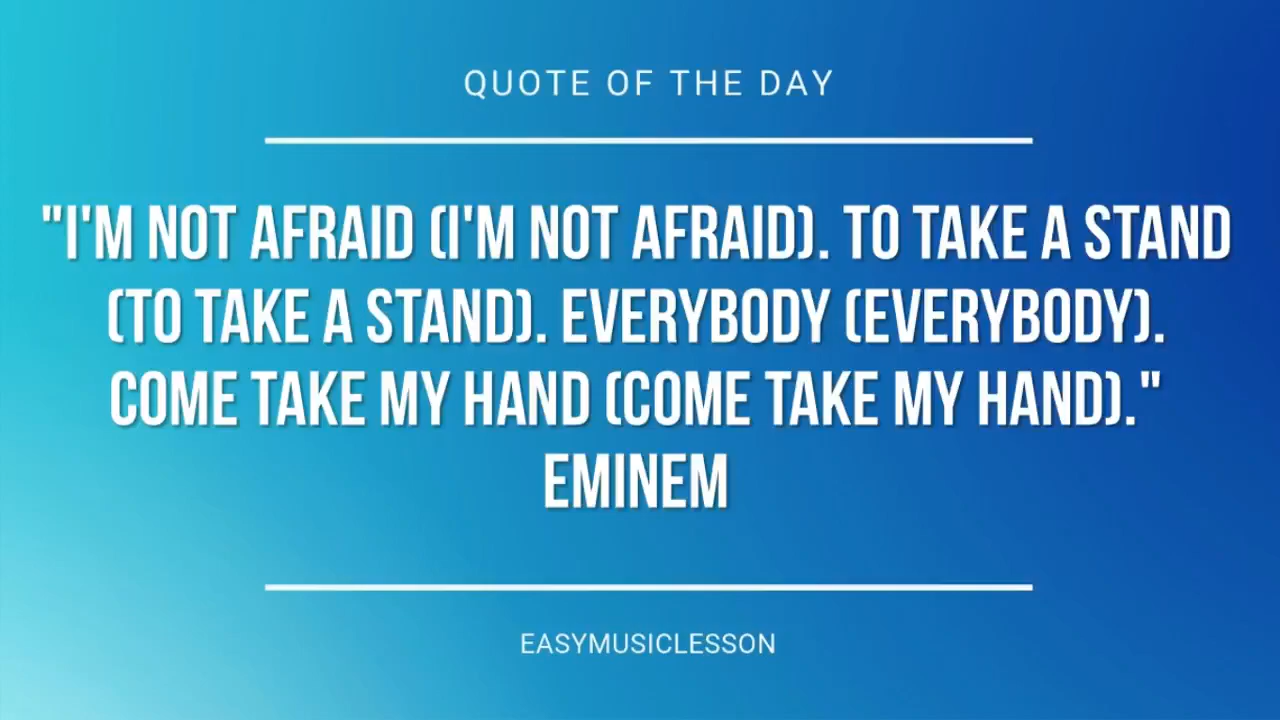 QUOTE OF THE DAY
"I'M NOT AFRAID (I'M NOT AFRAID). TO TAKE A STAND
(TO TAKE A STAND). EVERYBODY (EVERYBODY).
COME TAKE MY HAND (COME TAKE MY HAND)."
EMINEM
EASYMUSICLESSON